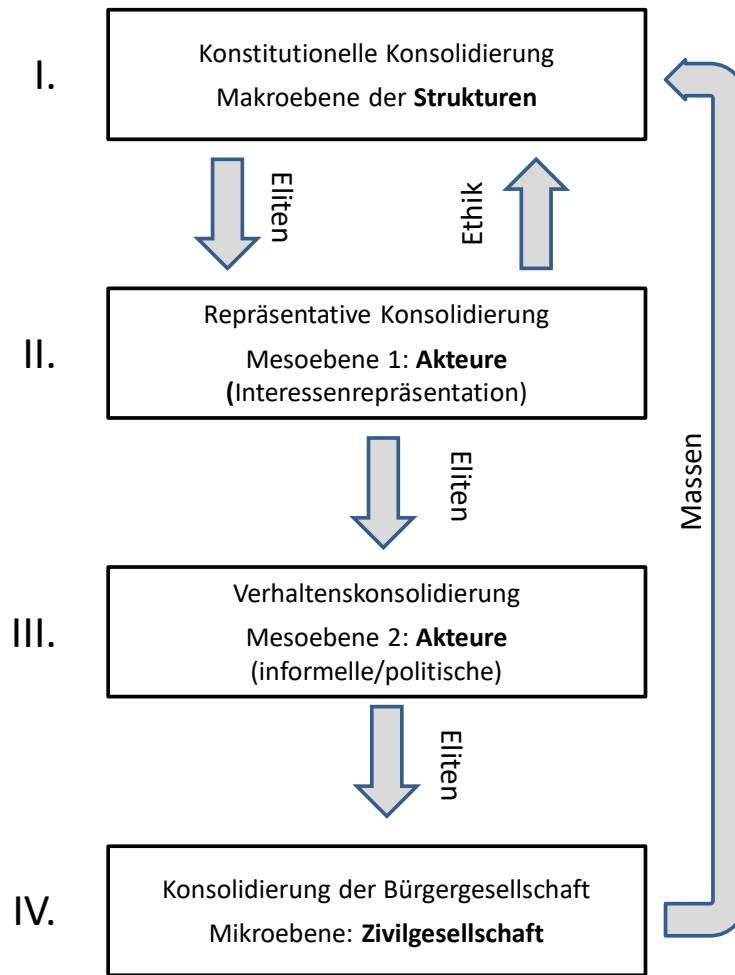 I.
Konstitutionelle Konsolidierung
Makroebene der Strukturen
Eliten
Ethik
II.
Repräsentative Konsolidierung
Mesoebene 1: Akteure
(Interessenrepräsentation)
Eliten
Massen
III.
Verhaltenskonsolidierung
Mesoebene 2: Akteure
(informelle/politische)
Eliten
IV.
Konsolidierung der Bürgergesellschaft
Mikroebene: Zivilgesellschaft